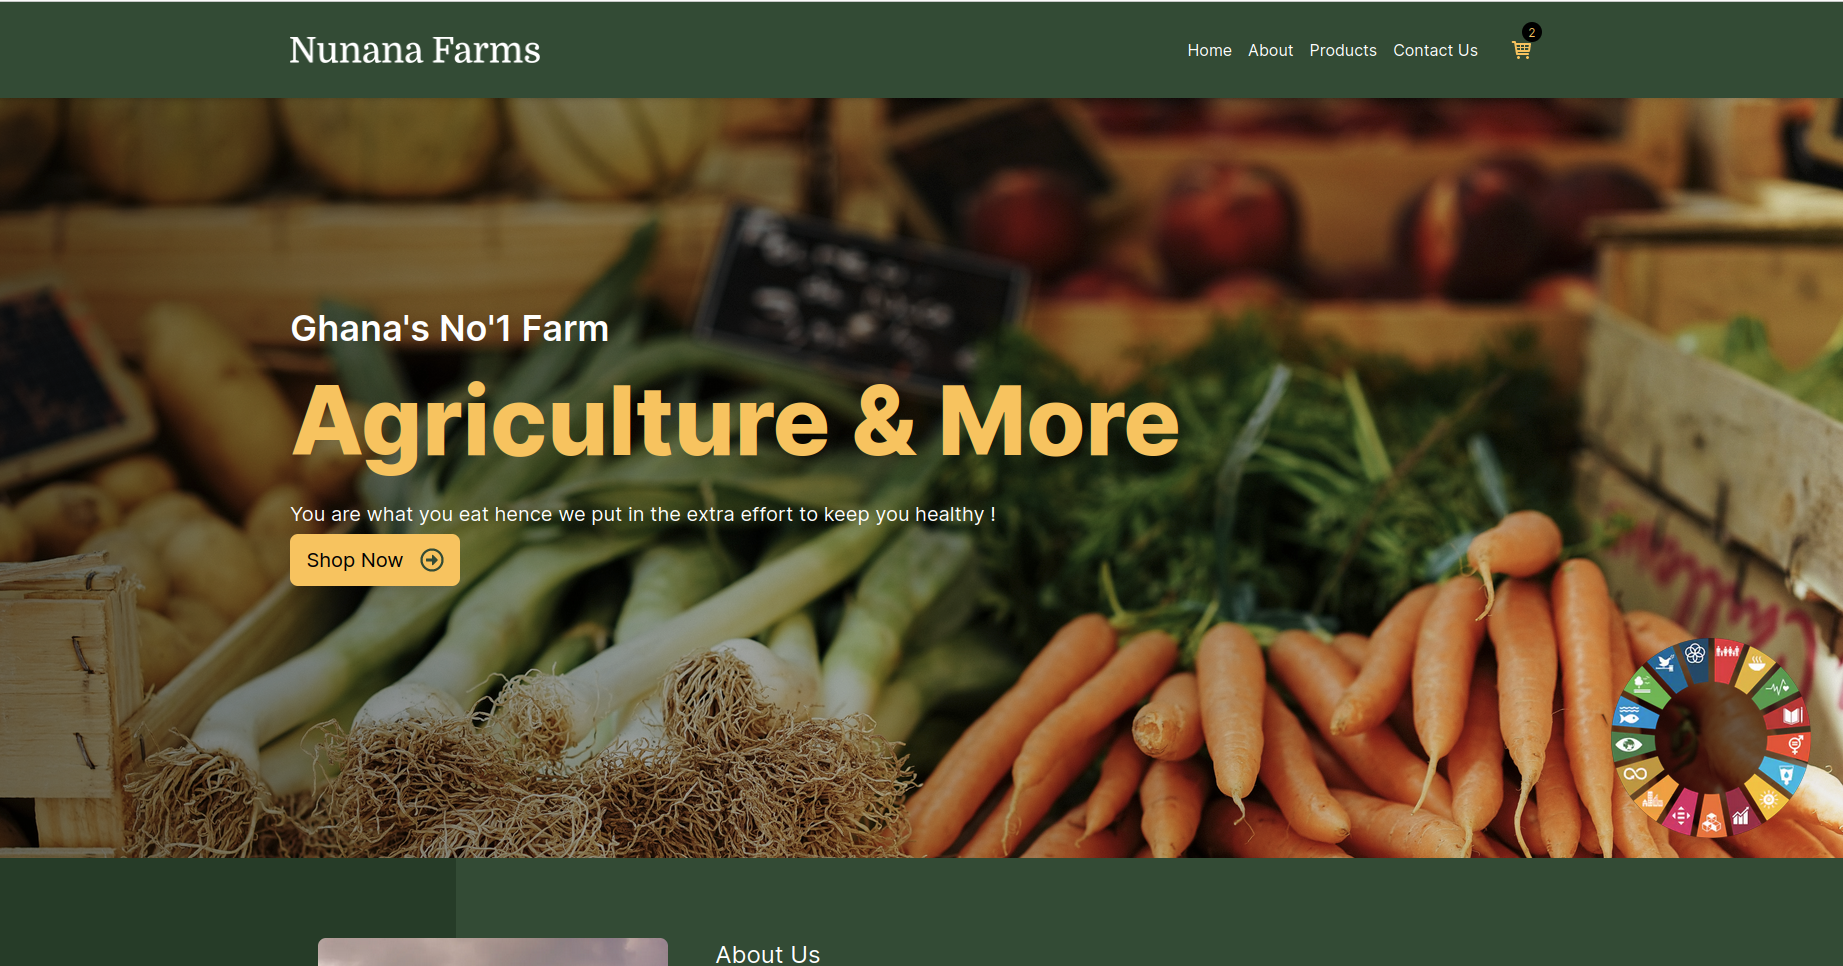 Nunana Farms
Home About Products Contact Us
2
Ghana's No'1 Farm
Agriculture & More
You are what you eat hence we put in the extra effort to keep you healthy !
Shop Now
About Us